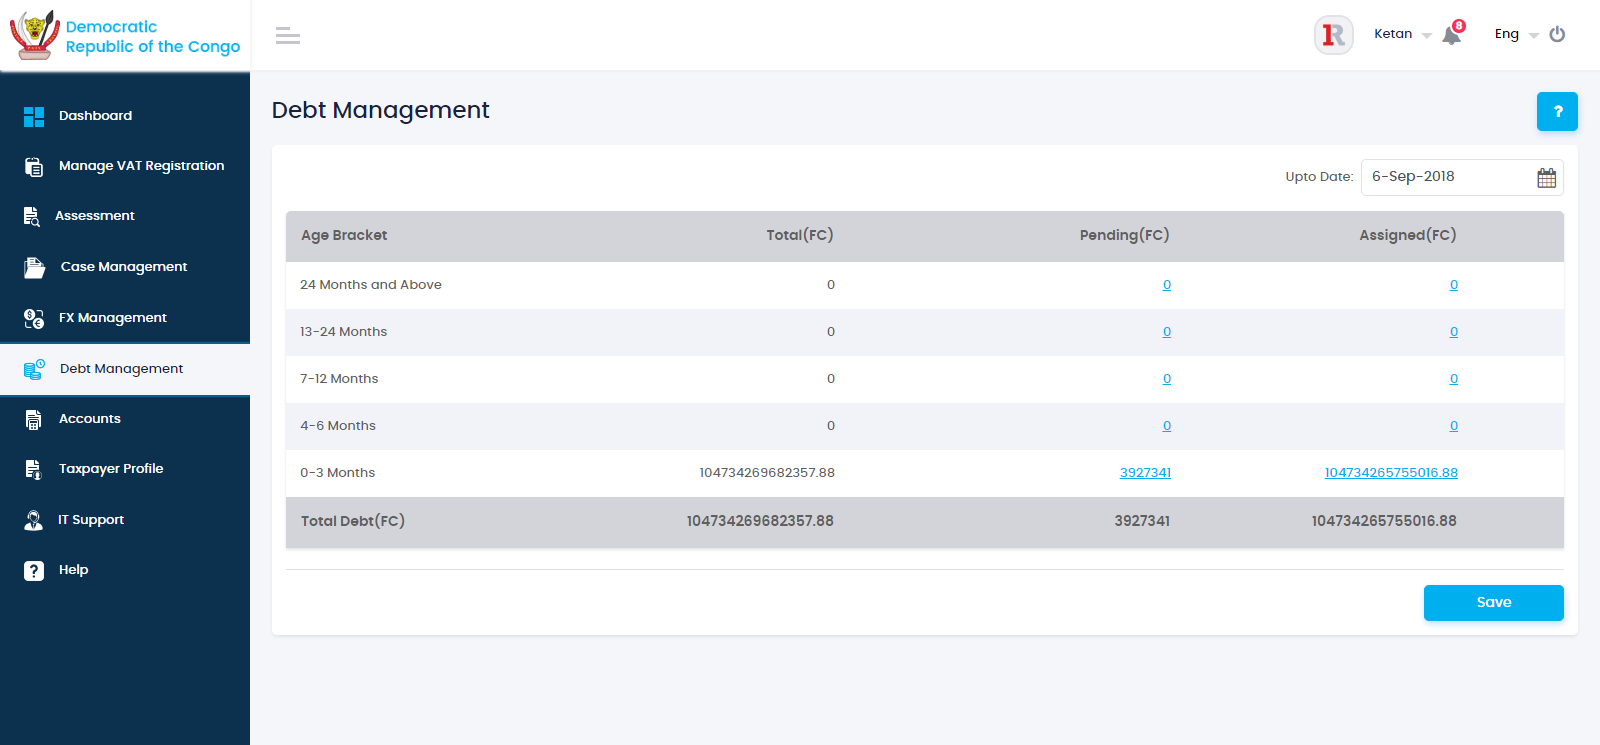 Democratic
Republic of the Congo
Ketan
8
Eng
Dashboard
Manage VAT Registration
Assessment
Case Management
FX Management
Debt Management
Accounts
Taxpayer Profile
IT Support
Help
Debt Management
?
Upto Date: 6-Sep-2018
Age Bracket Total(FC) Pending(FC) Assigned(FC)
24 Months and Above 0 0 0
13-24 Months 0 0 0
7-12 Months 0 0 0
4-6 Months 0 0 0
0-3 Months 104734269682357.88 3927341 104734265755016.88
Total Debt(FC) 104734269682357.88 3927341 104734265755016.88
Save